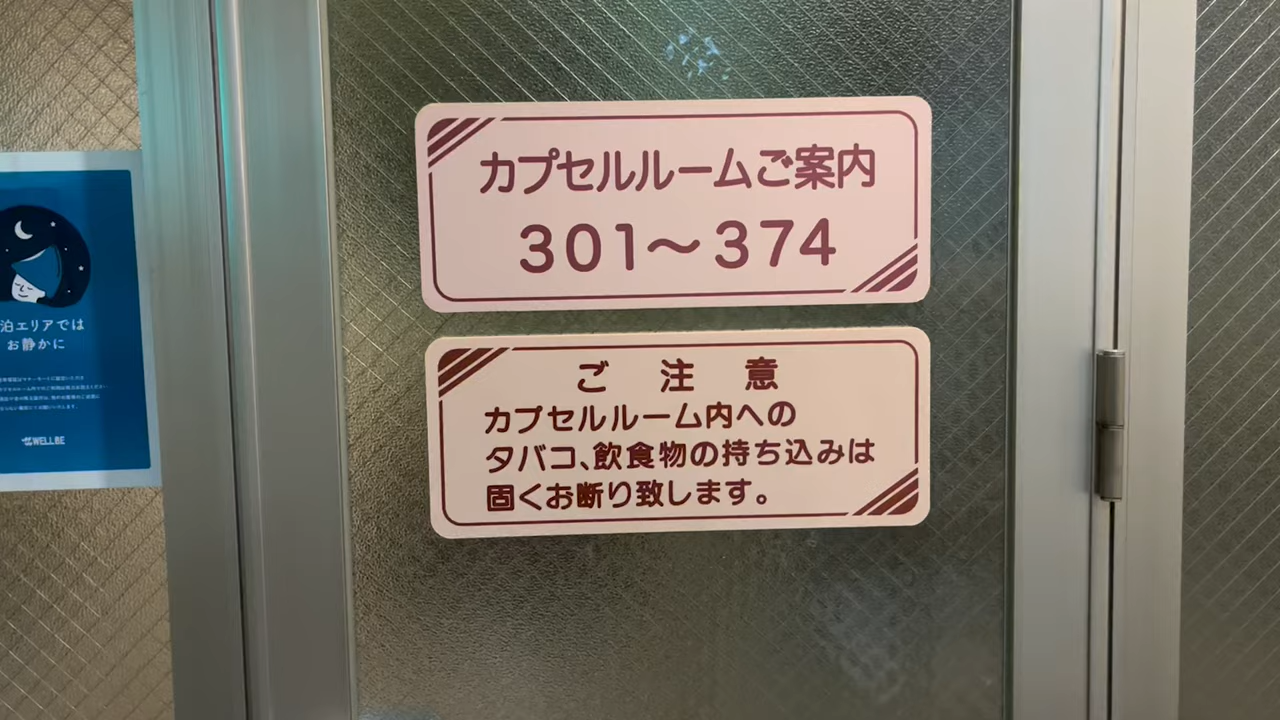 カプセルルームご案内
301～374
ご注意
カプセルルーム内への
タバコ、飲食物の持ち込みは
固くお断り致します。
泊エリアでは
お静かに
WELLBE